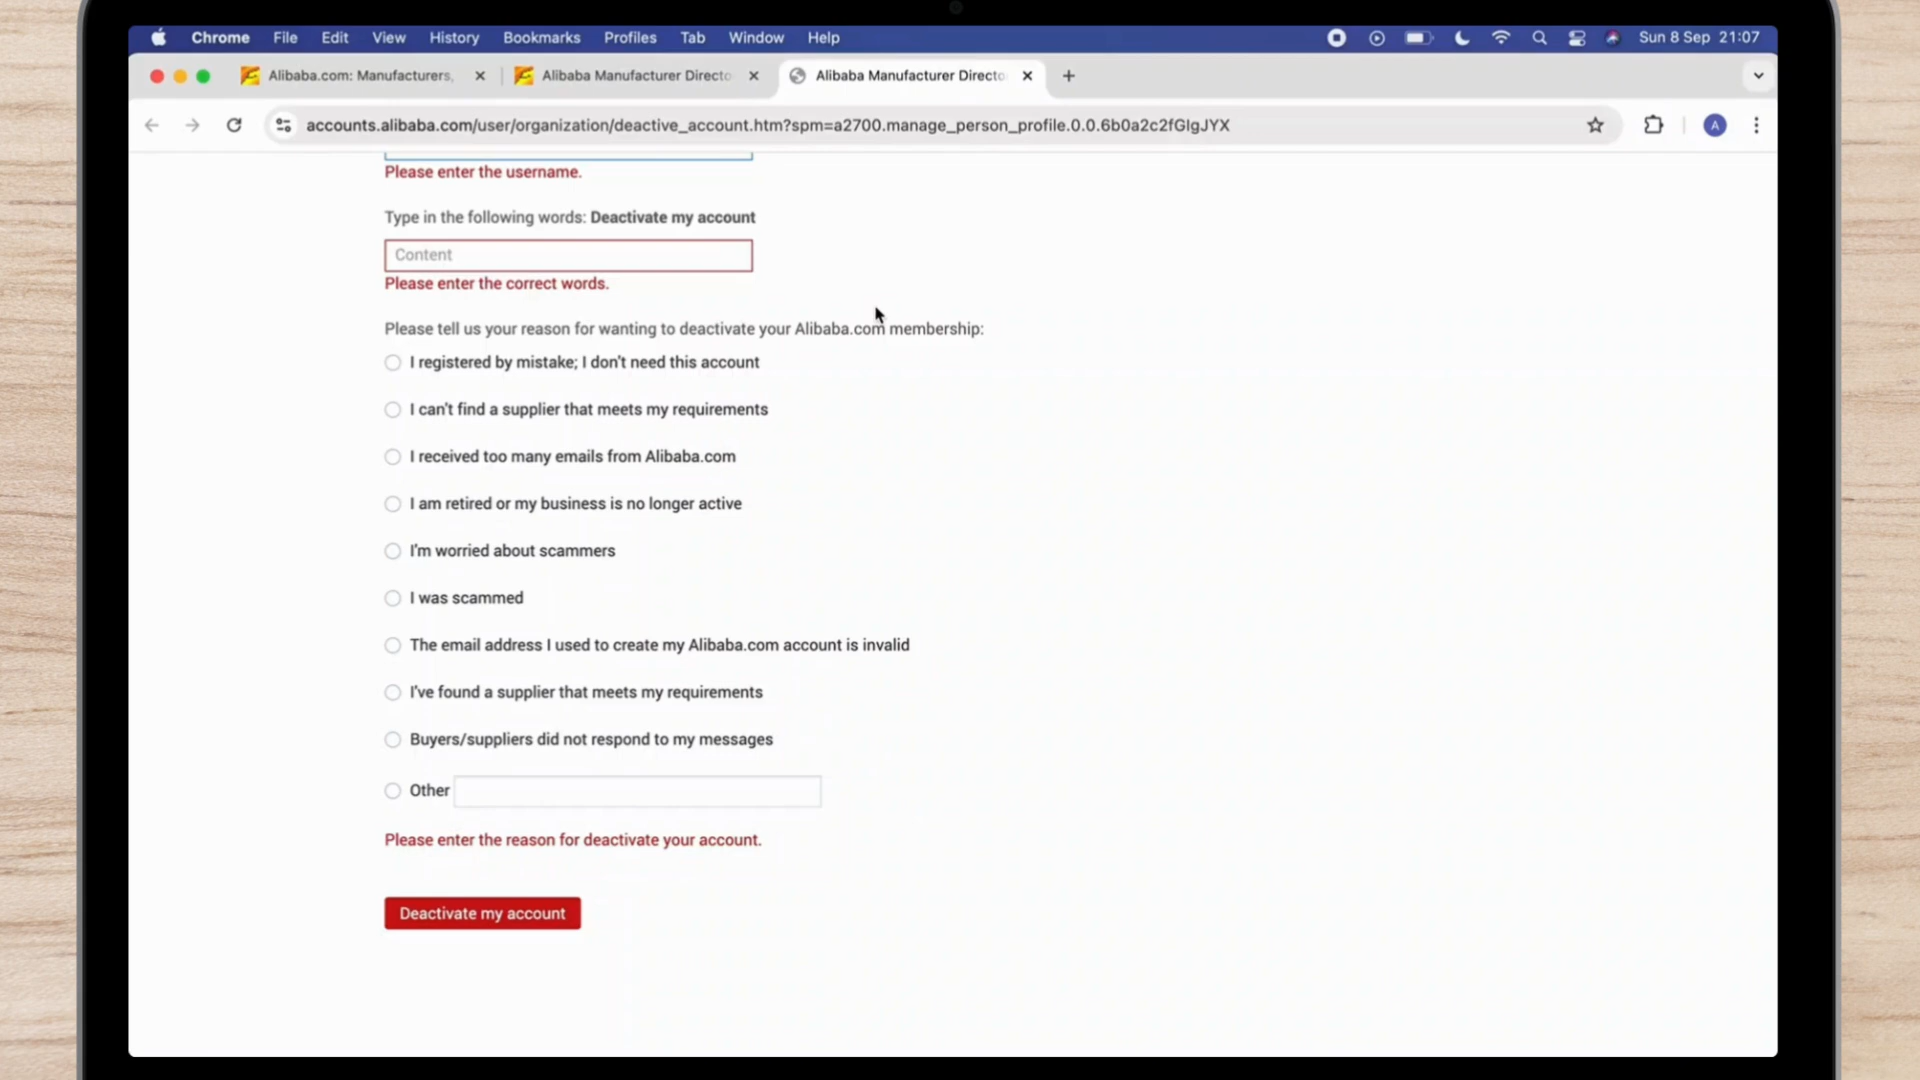 Chrome File Edit View History Bookmarks Profiles Tab Window Help Sun 8 Sep 21:07
Alibaba.com: Manufacturers, Alibaba Manufacturer Directo Alibaba Manufacturer Directo
accounts.alibaba.com/user/organization/deactive_account.htm?spm=a2700.manage_person_profile.0.0.6b0a2c2fGIgJYX A
Please enter the username.
Type in the following words: Deactivate my account
Content
Please enter the correct words.
Please tell us your reason for wanting to deactivate your Alibaba.com membership:
I registered by mistake; I don't need this account
I can't find a supplier that meets my requirements
I received too many emails from Alibaba.com
I am retired or my business is no longer active
I'm worried about scammers
I was scammed
The email address I used to create my Alibaba.com account is invalid
I've found a supplier that meets my requirements
Buyers/suppliers did not respond to my messages
Other
Please enter the reason for deactivate your account.
Deactivate my account